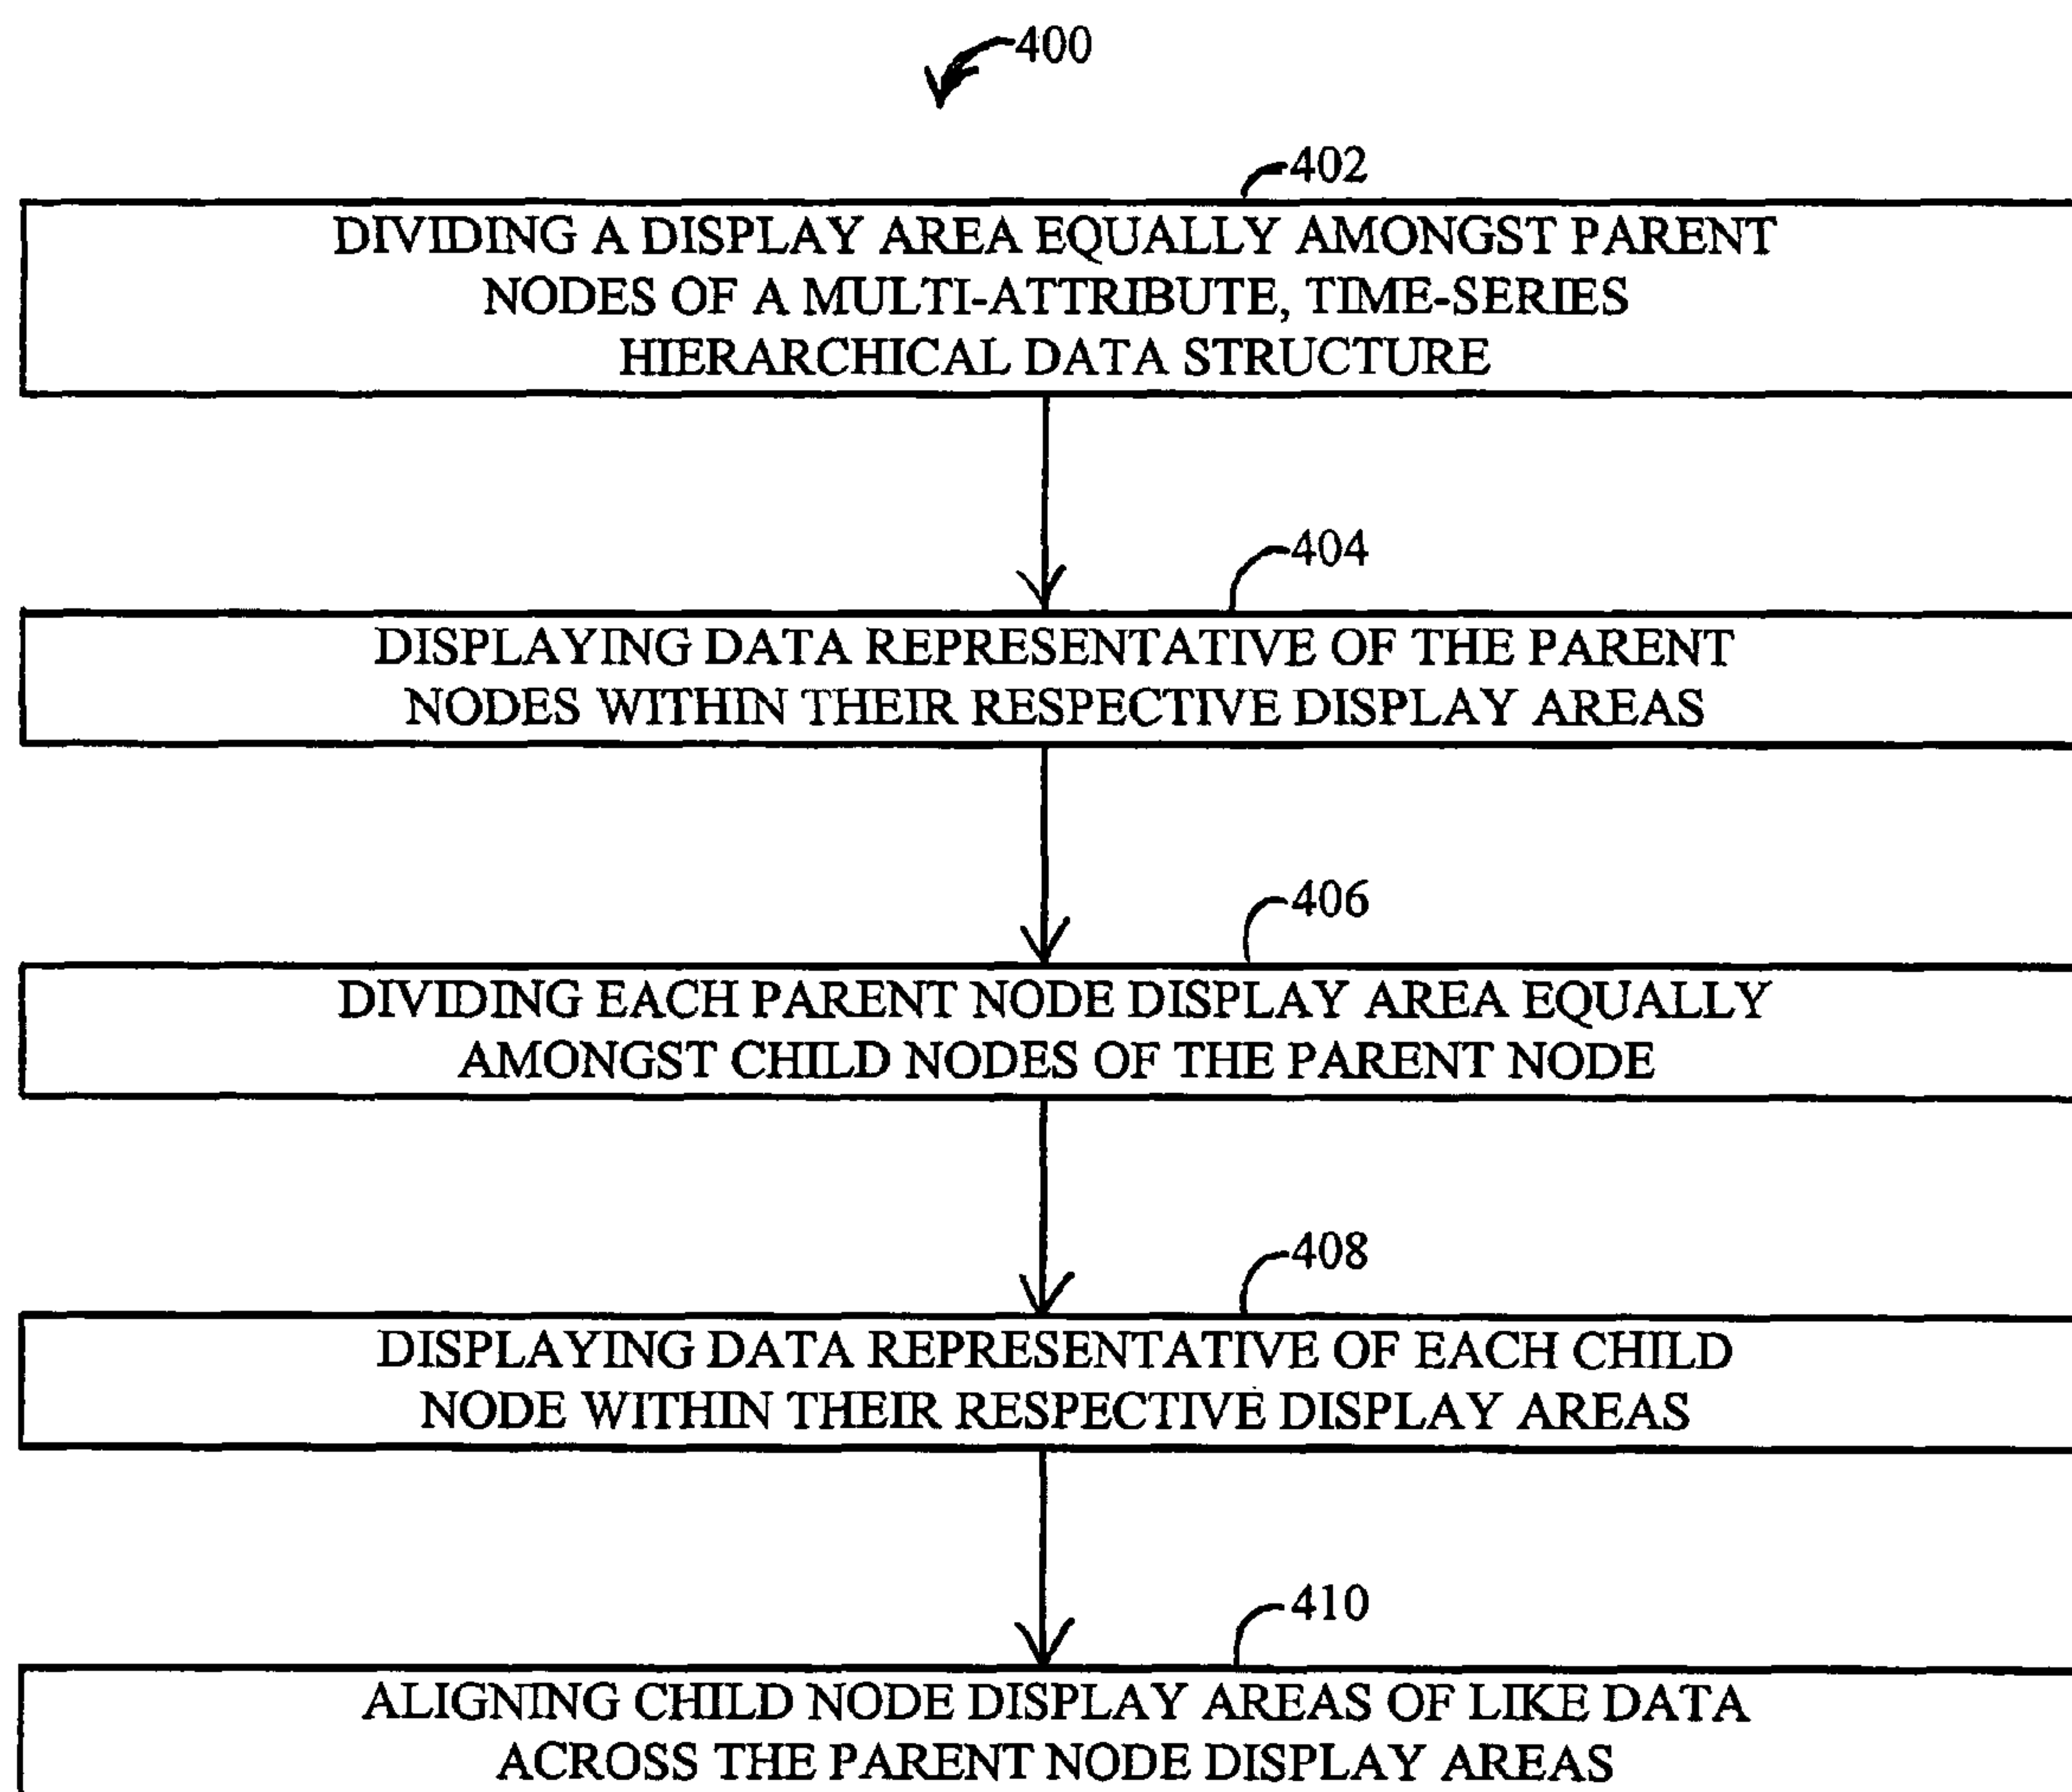 400
402
DIVIDING A DISPLAY AREA EQUALLY AMONGST PARENT
NODES OF A MULTI-ATTRIBUTE, TIME-SERIES
HIERARCHICAL DATA STRUCTURE
404
DISPLAYING DATA REPRESENTATIVE OF THE PARENT
NODES WITHIN THEIR RESPECTIVE DISPLAY AREAS
406
DIVIDING EACH PARENT NODE DISPLAY AREA EQUALLY
AMONGST CHILD NODES OF THE PARENT NODE
408
DISPLAYING DATA REPRESENTATIVE OF EACH CHILD
NODE WITHIN THEIR RESPECTIVE DISPLAY AREAS
410
ALIGNING CHILD NODE DISPLAY AREAS OF LIKE DATA
ACROSS THE PARENT NODE DISPLAY AREAS